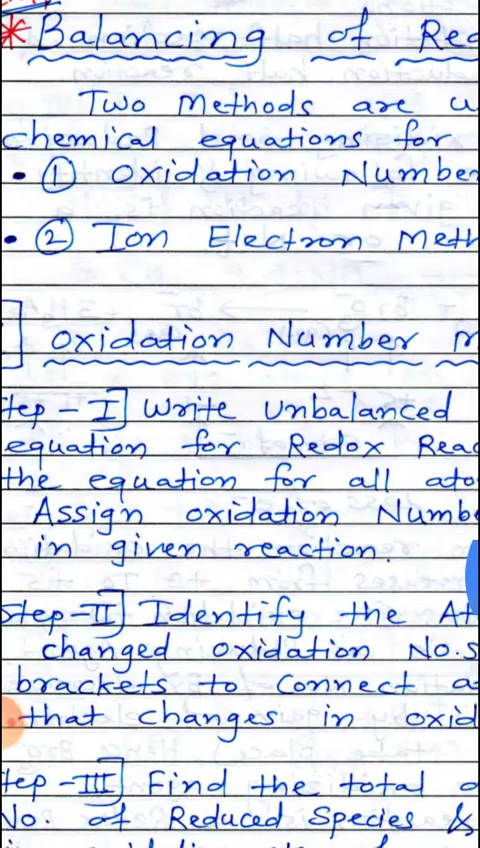 * Balancing of Rec
Two Methods are u
chemical equations for
• ① Oxidation Number
• ② Ion Electron Meth
] Oxidation Number M
tep - I] Write Unbalanced
equation for Redox Reac
the equation for all ato
Assign oxidation Numbe
in given reaction.
Step - II] Identify the At
changed oxidation No.s
brackets to connect a
that changes in oxid
tep - III] Find the total o
No. of Reduced Species &